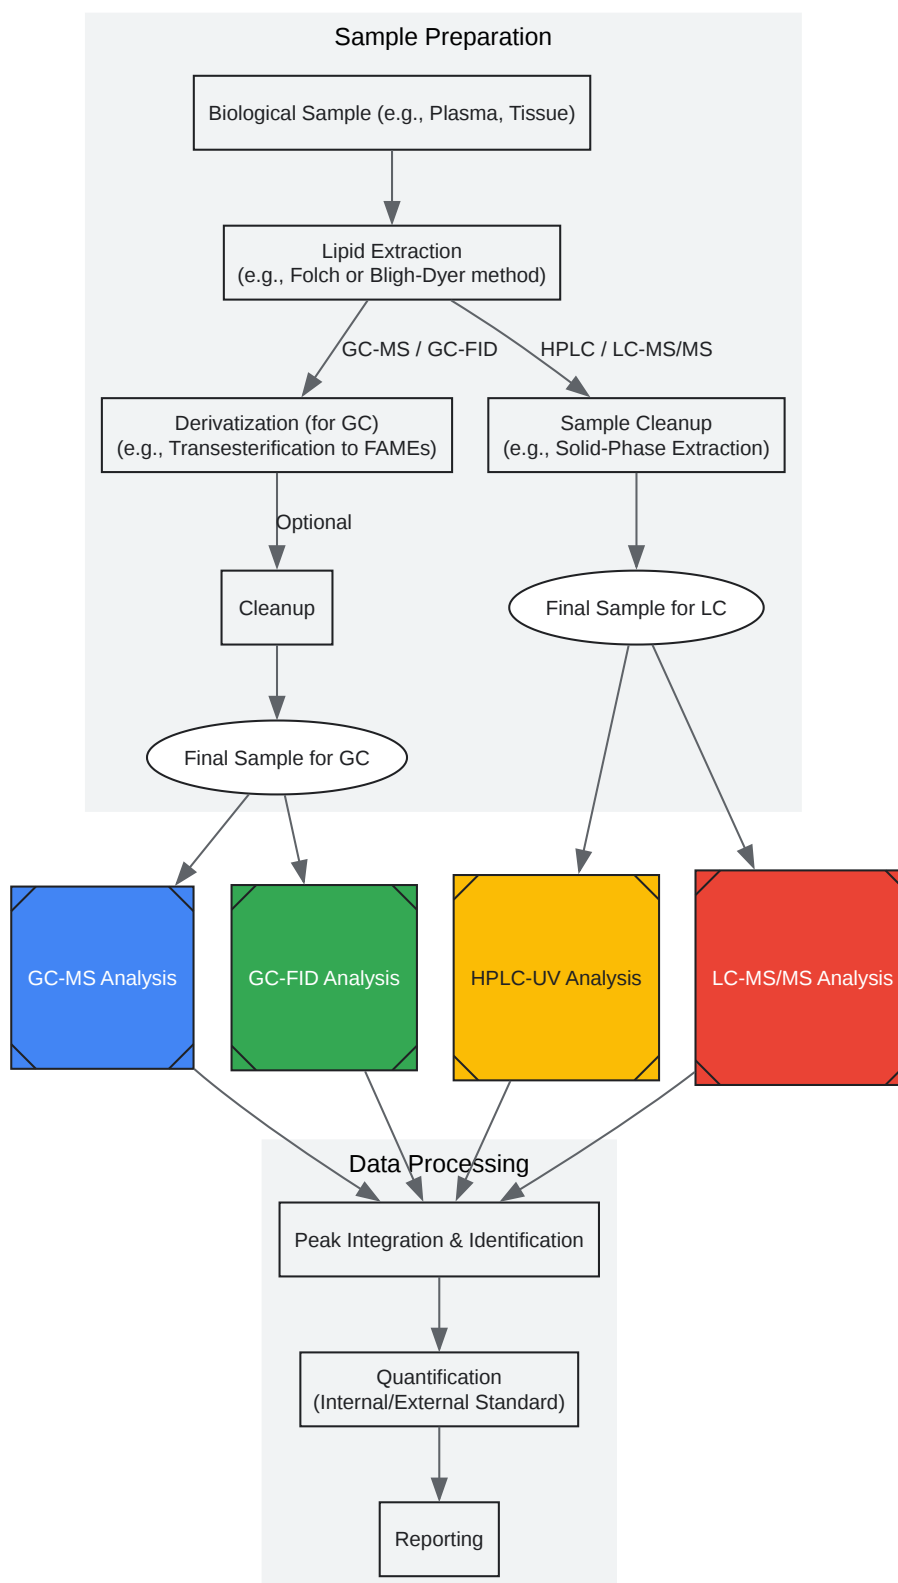 Sample Preparation
Biological Sample (e.g., Plasma, Tissue)
Lipid Extraction
(e.g., Folch or Bligh-Dyer method)
GC-MS / GC-FID
HPLC / LC-MS/MS
Derivatization (for GC)
(e.g., Transesterification to FAMEs)
Sample Cleanup
(e.g., Solid-Phase Extraction)
Optional
Cleanup
Final Sample for LC
Final Sample for GC
GC-MS Analysis
GC-FID Analysis
HPLC-UV Analysis
LC-MS/MS Analysis
Data Processing
Peak Integration & Identification
Quantification
(Internal/External Standard)
Reporting